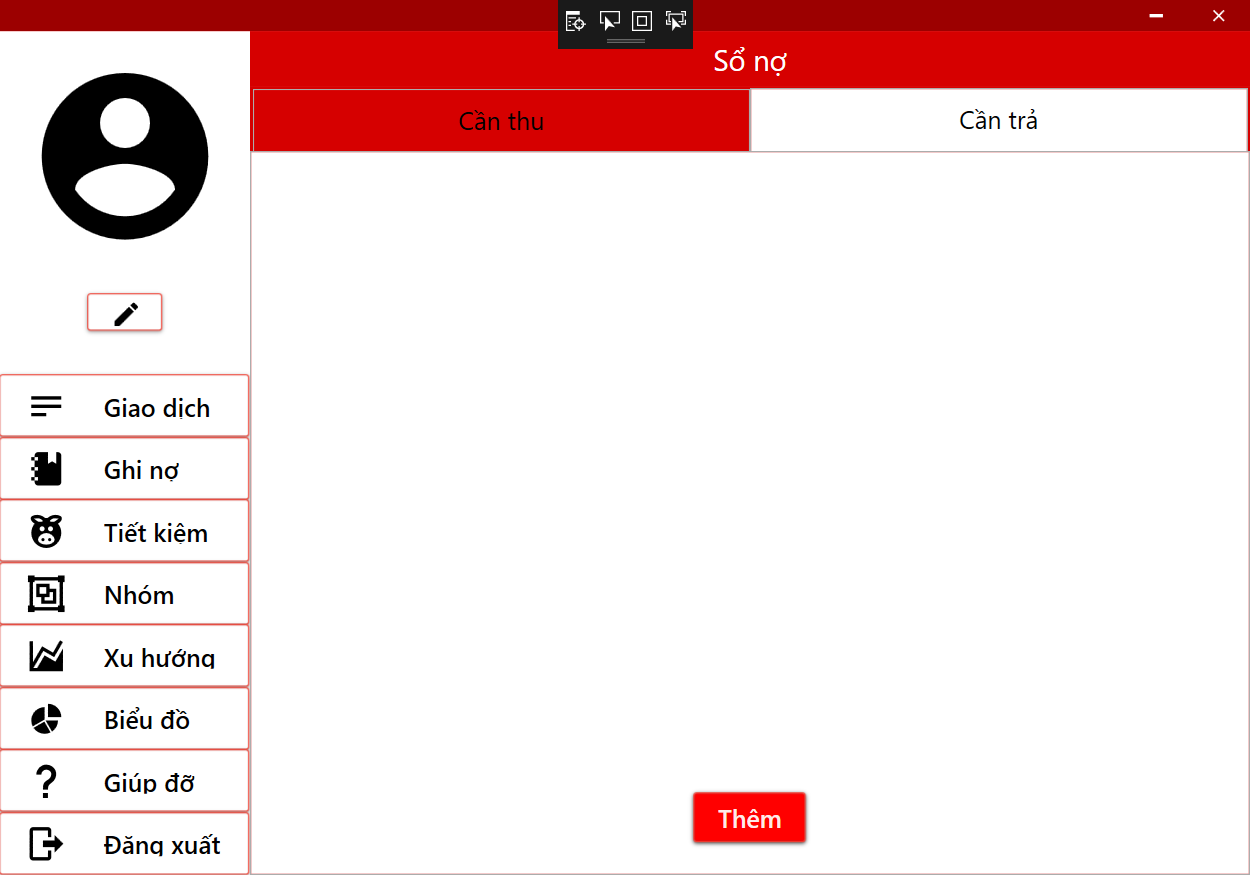 Sổ nợ
Cần thu
Cần trả
Giao dịch
Ghi nợ
Tiết kiệm
Nhóm
Xu hướng
Biểu đồ
Giúp đỡ
Đăng xuất
Thêm